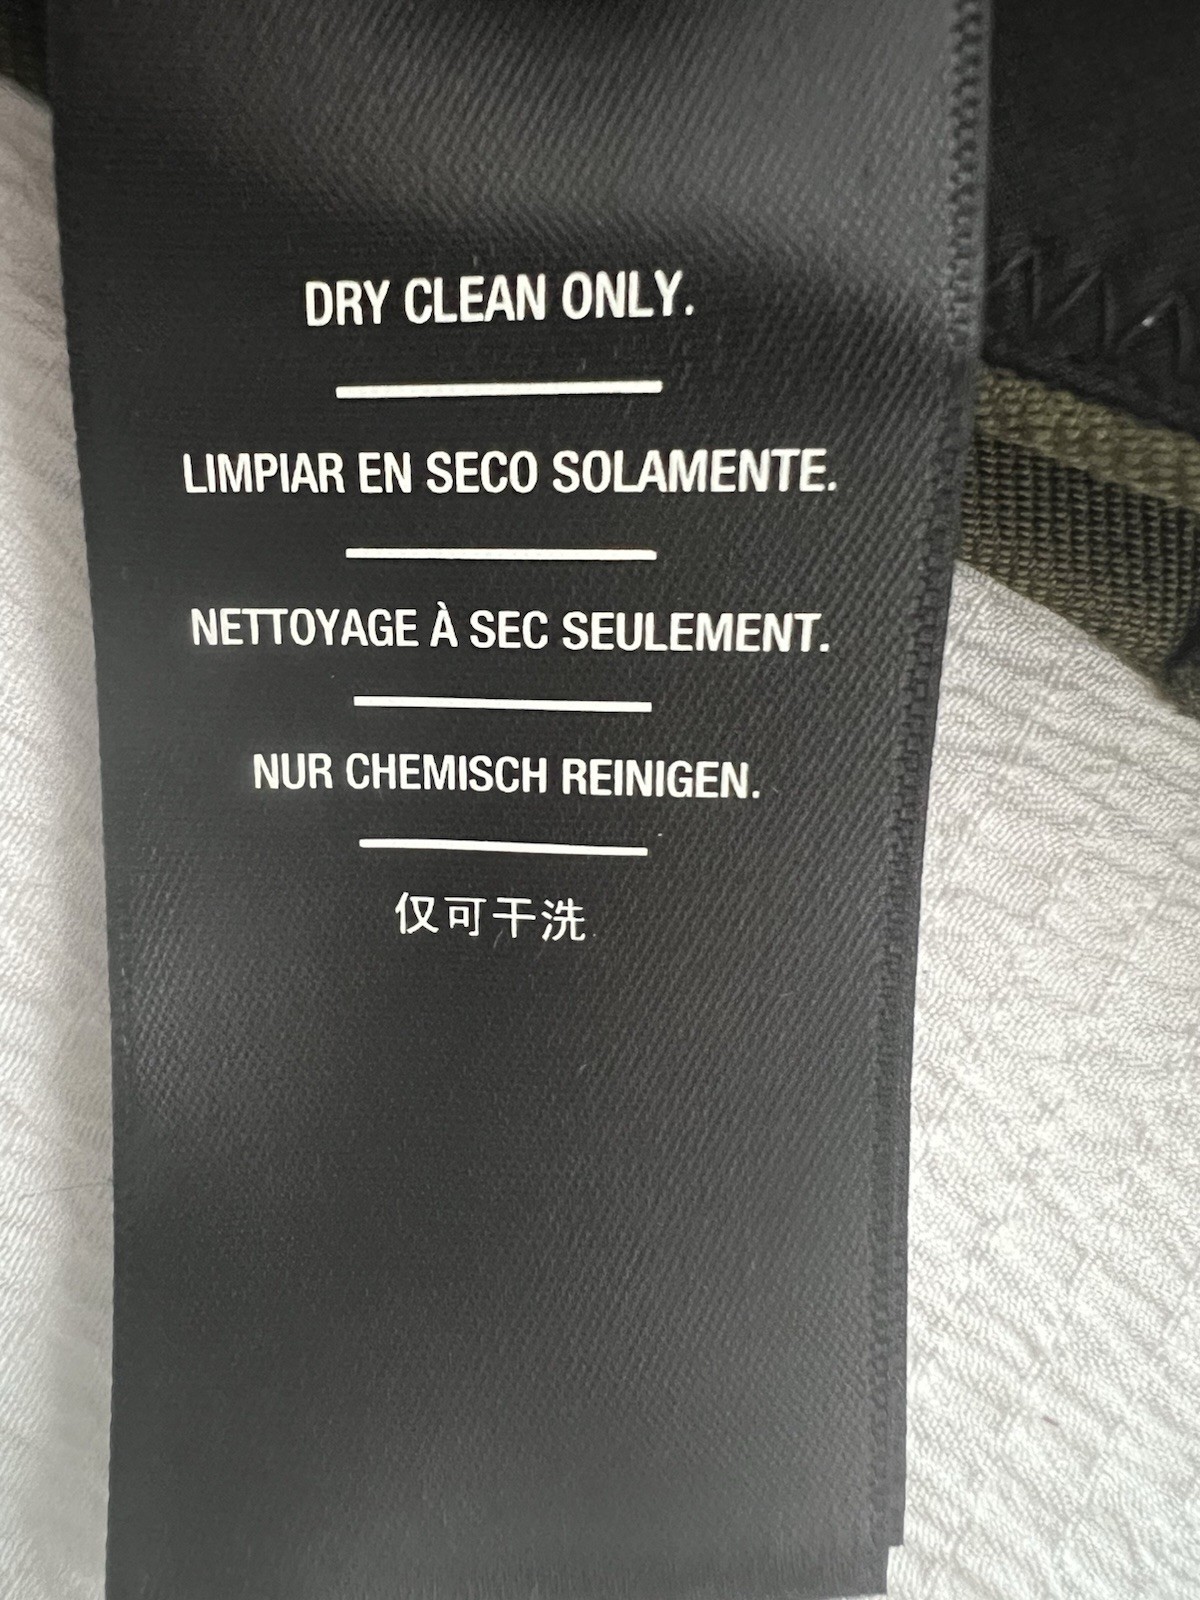 DRY CLEAN ONLY.
LIMPIAR EN SECO SOLAMENTE.
NETTOYAGE À SEC SEULEMENT.
NUR CHEMISCH REINIGEN.
仅可干洗